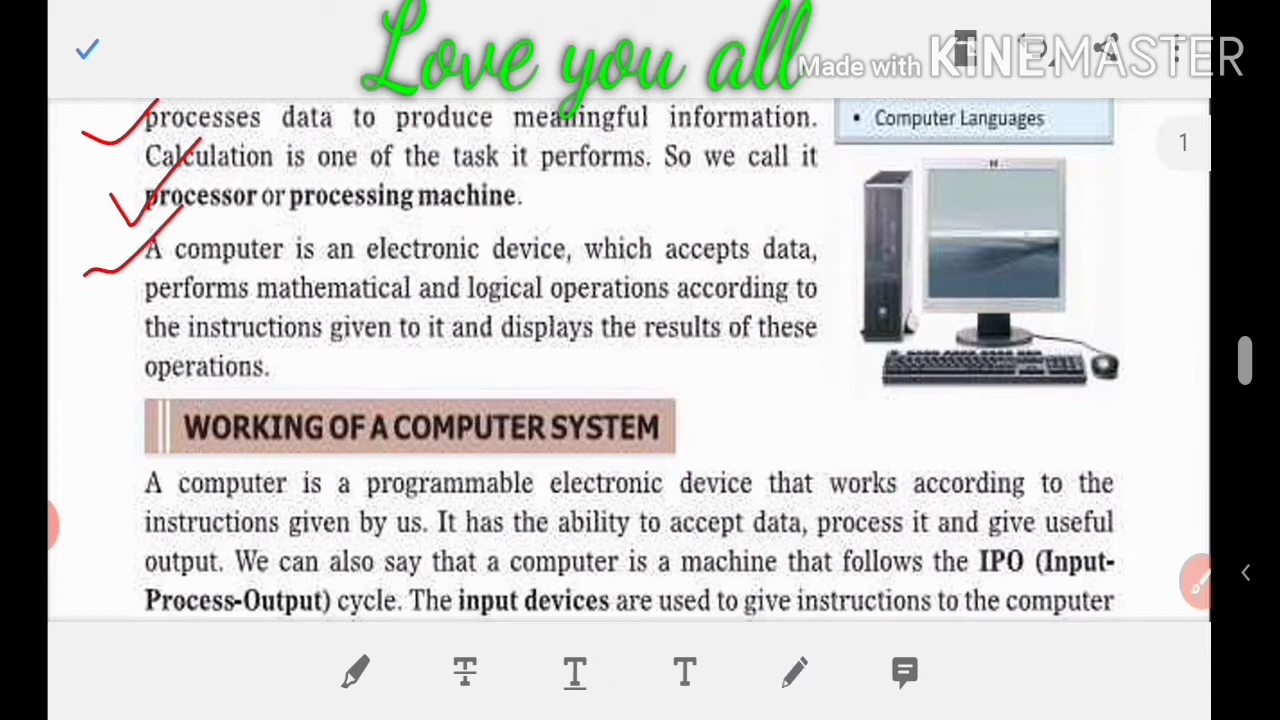 Love you all
Made with KINEMASTER
processes data to produce meaningful information.
Calculation is one of the task it performs. So we call it
processor or processing machine.
• Computer Languages
1
A computer is an electronic device, which accepts data,
performs mathematical and logical operations according to
the instructions given to it and displays the results of these
operations.
WORKING OF A COMPUTER SYSTEM
A computer is a programmable electronic device that works according to the
instructions given by us. It has the ability to accept data, process it and give useful
output. We can also say that a computer is a machine that follows the IPO (Input-
Process-Output) cycle. The input devices are used to give instructions to the computer